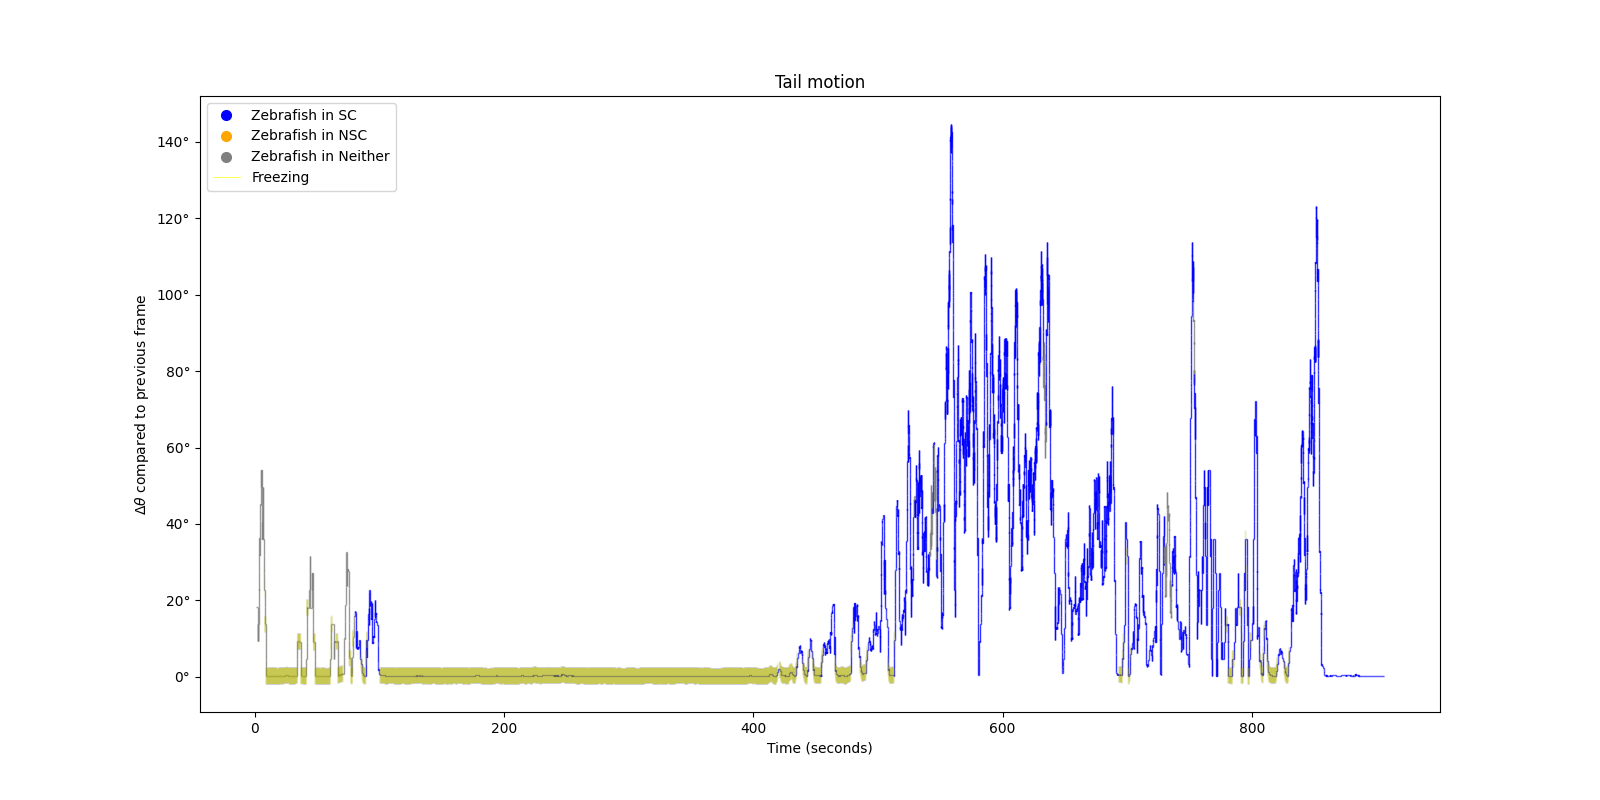 Tail motion
Zebrafish in SC
Zebrafish in NSC
Zebrafish in Neither
Freezing
140°
120°
100°
80°
60°
40°
20°
0°
Δθ compared to previous frame
0 200 400 600 800
Time (seconds)